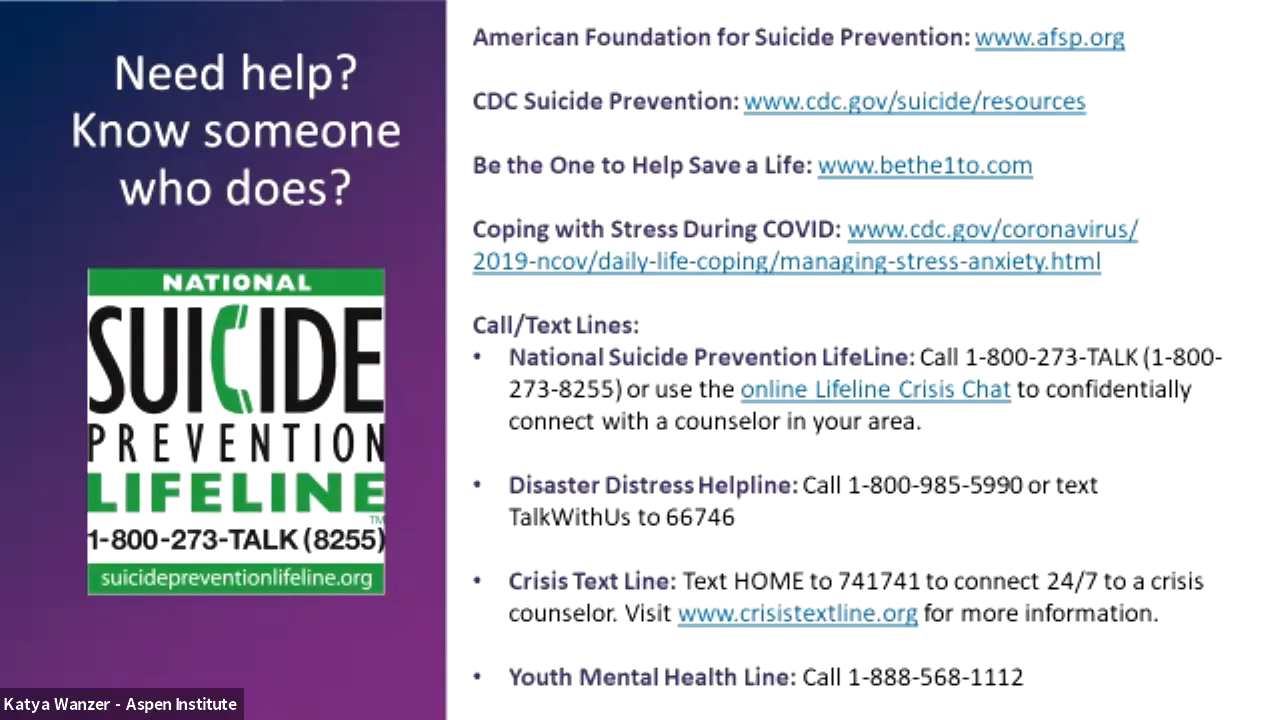 Need help?
Know someone
who does?
NATIONAL
SUICIDE
PREVENTION
LIFELINE
TM
1-800-273-TALK (8255)
suicidepreventionlifeline.org
American Foundation for Suicide Prevention: www.afsp.org
CDC Suicide Prevention: www.cdc.gov/suicide/resources
Be the One to Help Save a Life: www.bethe1to.com
Coping with Stress During COVID: www.cdc.gov/coronavirus/
2019-ncov/daily-life-coping/managing-stress-anxiety.html
Call/Text Lines:
• National Suicide Prevention LifeLine: Call 1-800-273-TALK (1-800-
273-8255) or use the online Lifeline Crisis Chat to confidentially
connect with a counselor in your area.
• Disaster Distress Helpline: Call 1-800-985-5990 or text
TalkWithUs to 66746
• Crisis Text Line: Text HOME to 741741 to connect 24/7 to a crisis
counselor. Visit www.crisistextline.org for more information.
• Youth Mental Health Line: Call 1-888-568-1112
Katya Wanzer - Aspen Institute